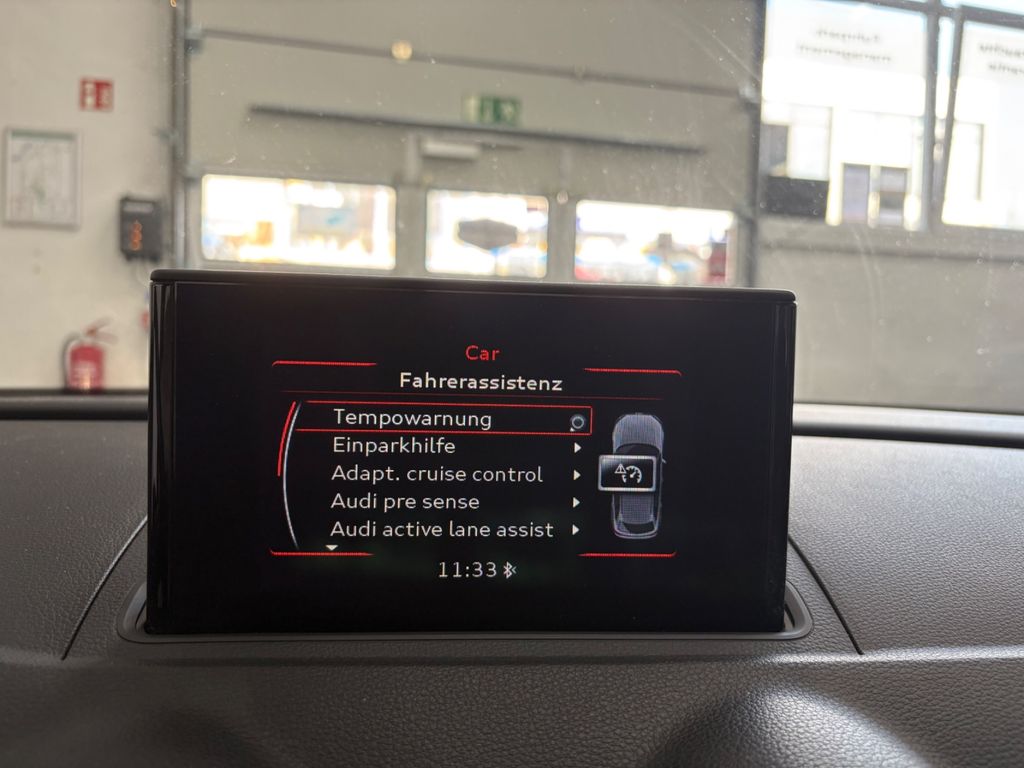 Car
Fahrerassistenz
Tempowarnung
Einparkhilfe
Adapt. cruise control
Audi pre sense
Audi active lane assist
11:33